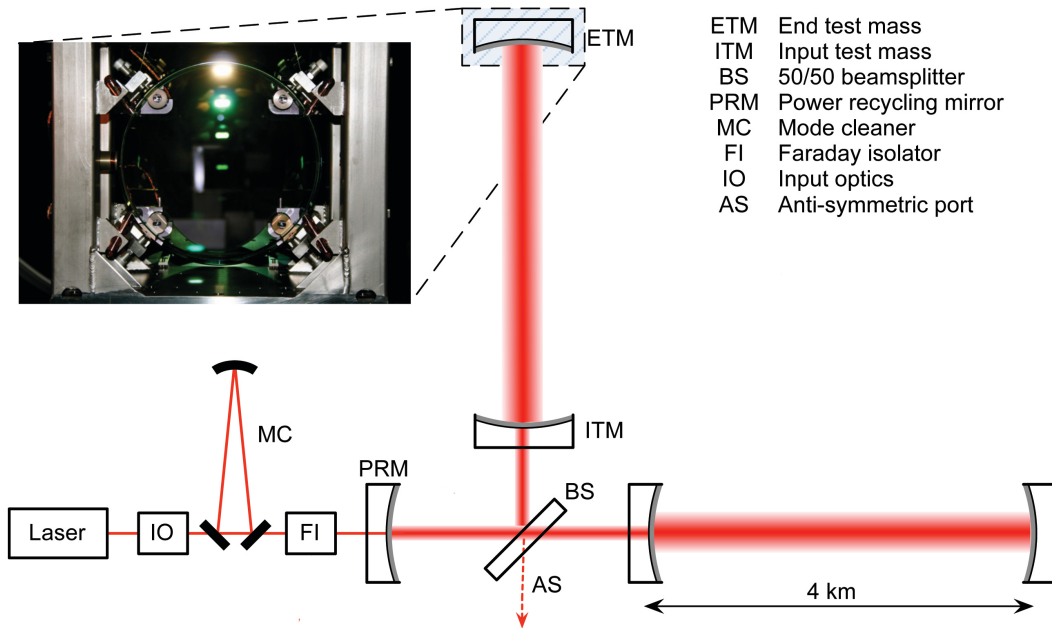 ETM
ETM End test mass
ITM Input test mass
BS 50/50 beamsplitter
PRM Power recycling mirror
MC Mode cleaner
FI Faraday isolator
IO Input optics
AS Anti-symmetric port
ITM
MC
PRM
BS
Laser
IO
FI
AS
4 km